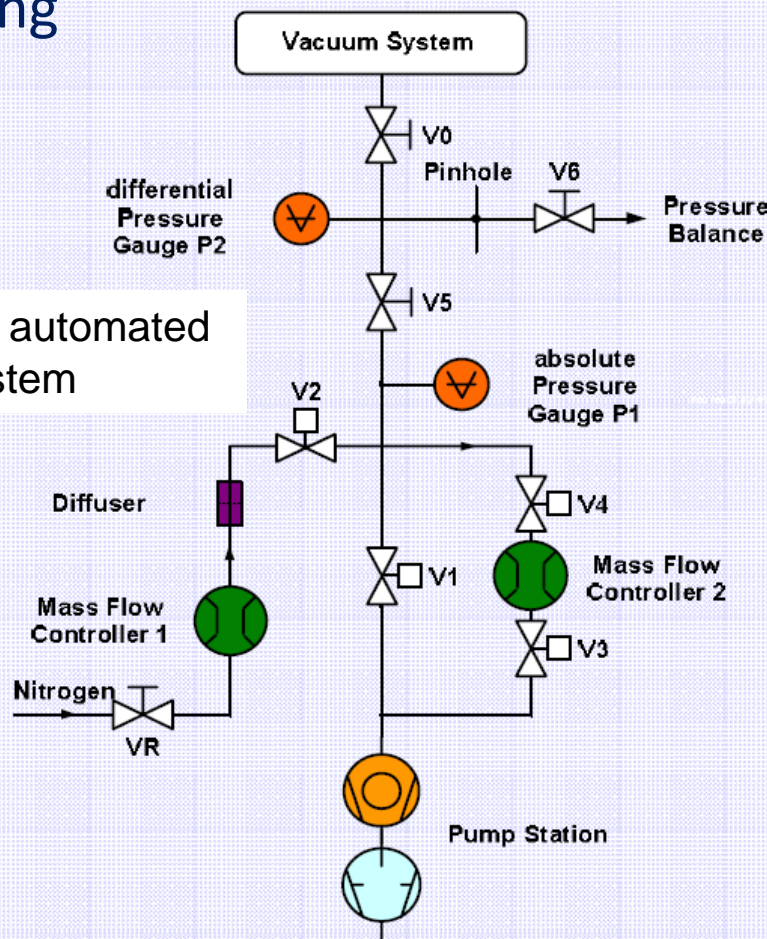 ng
Vacuum System
V0
Pinhole
V6
differential
Pressure
Gauge P2
Pressure
Balance
V5
automated
stem
absolute
Pressure
Gauge P1
V2
Diffuser
V4
V1
Mass Flow
Controller 2
Mass Flow
Controller 1
V3
Nitrogen
VR
Pump Station